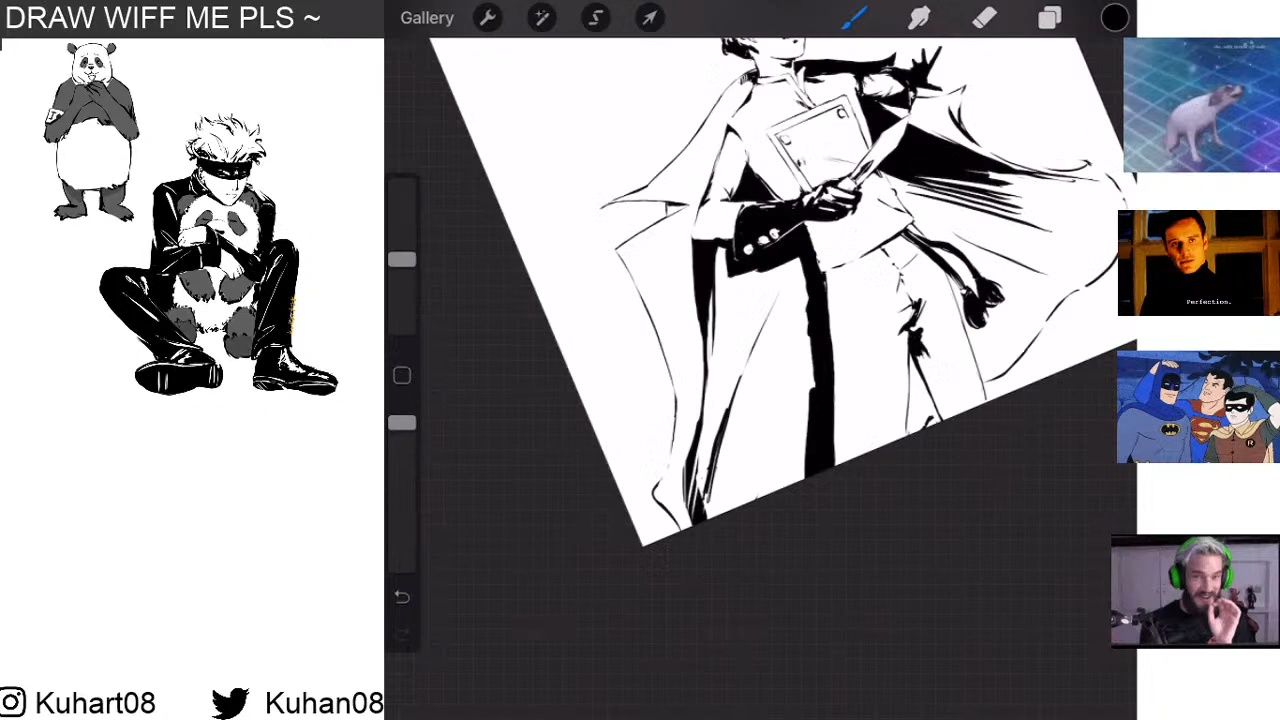 DRAW WIFF ME PLS ~
Gallery
Perfection.
Kuhart08
Kuhan08